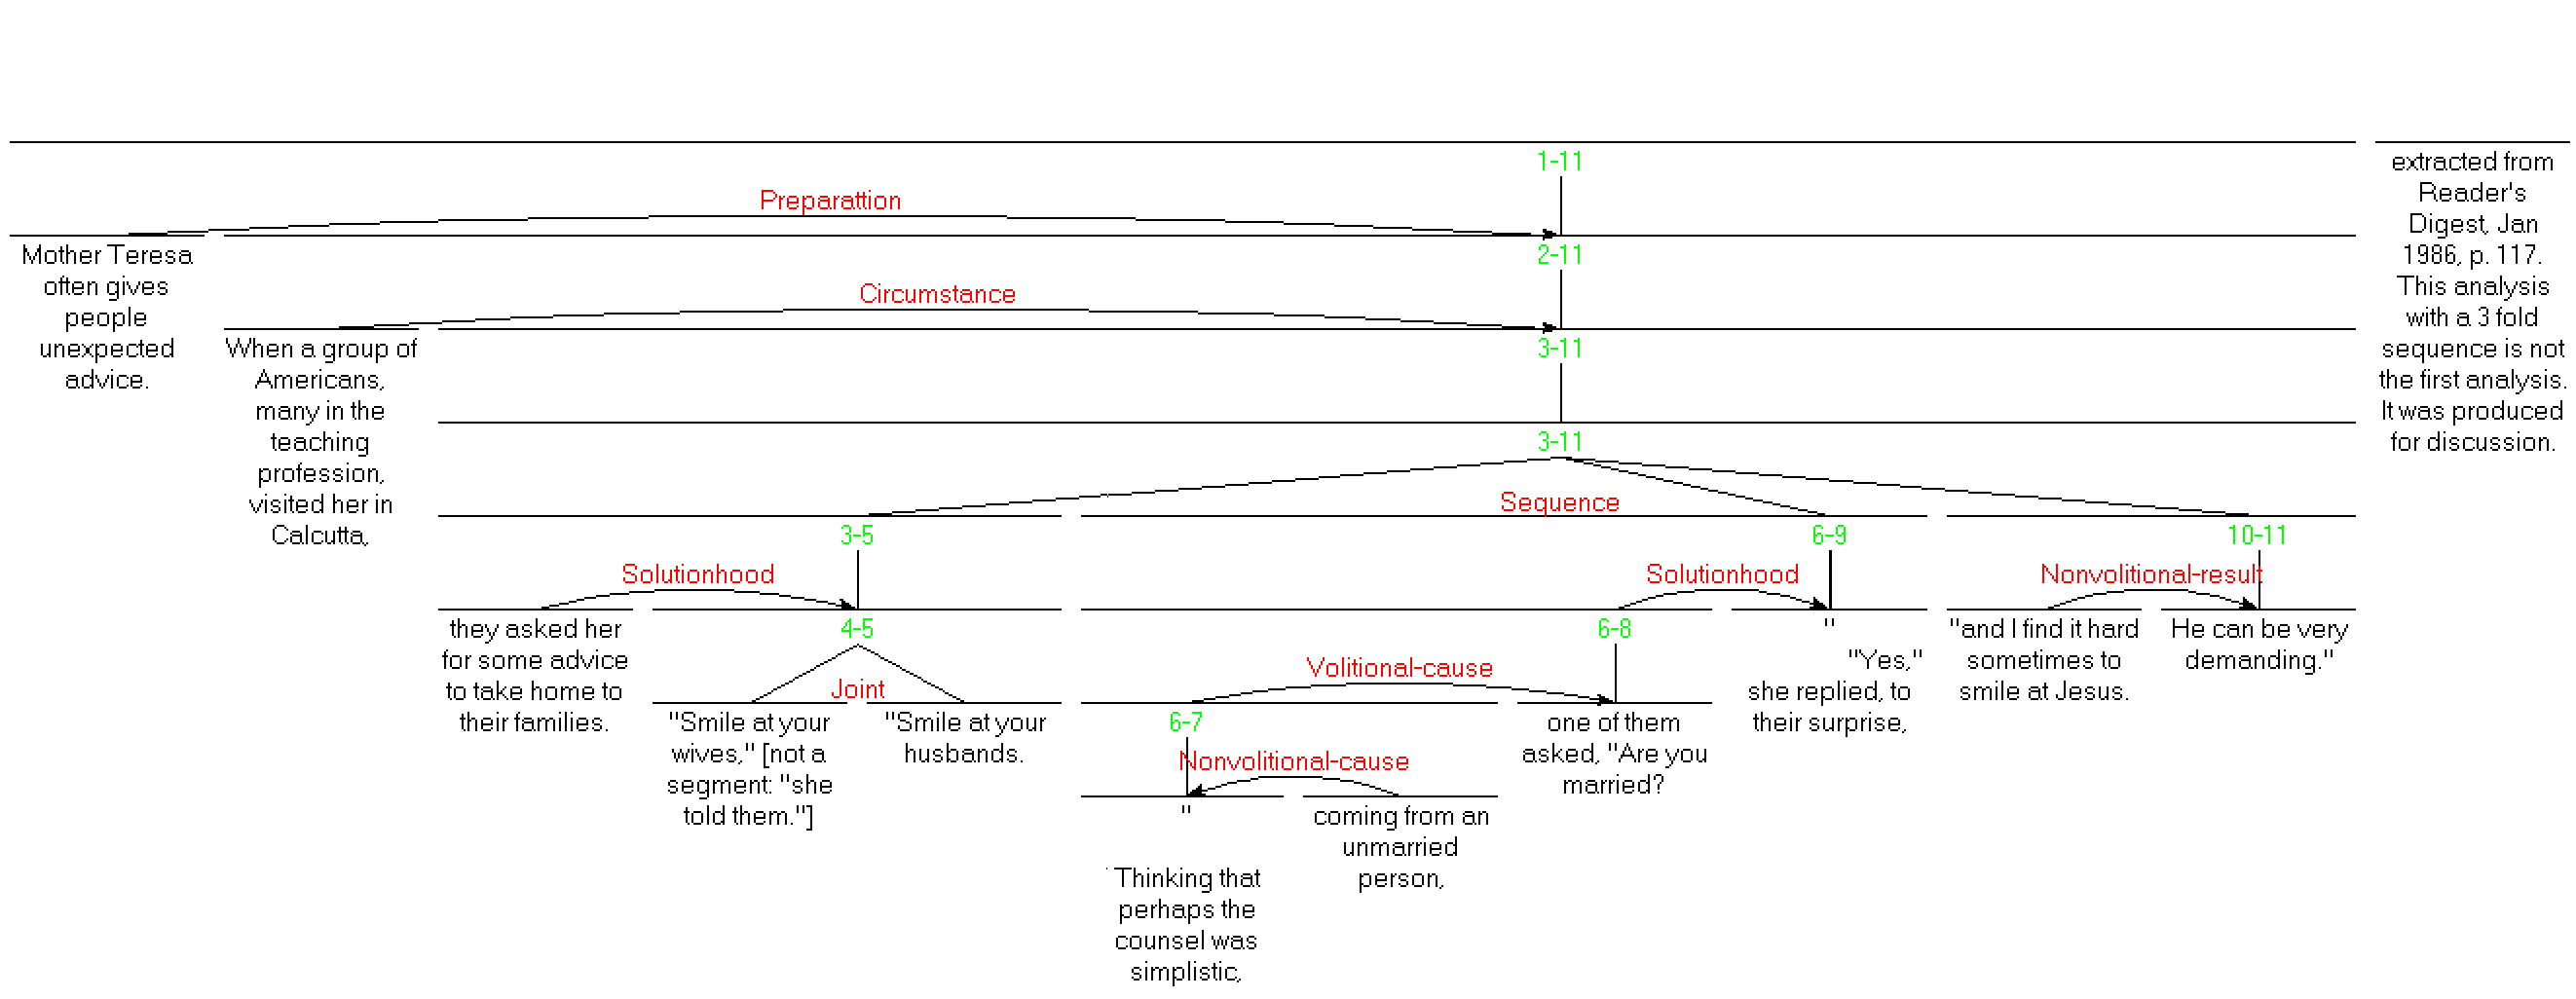 1-11
Preparattion
Mother Teresa
often gives
people
unexpected
advice.
2-11
Circumstance
When a group of
Americans,
many in the
teaching
profession,
visited her in
Calcutta,
3-11
3-11
Sequence
3-5
Solutionhood
they asked her
for some advice
to take home to
their families.
4-5
Joint
"Smile at your
wives," [not a
segment: "she
told them."]
"Smile at your
husbands.
6-9
Solutionhood
6-8
Volitional-cause
6-7
Nonvolitional-cause
"
Thinking that
perhaps the
counsel was
simplistic,
coming from an
unmarried
person,
one of them
asked, "Are you
married?
"
"Yes,"
she replied, to
their surprise,
10-11
Nonvolitional-result
"and I find it hard
sometimes to
smile at Jesus.
He can be very
demanding."
extracted from
Reader's
Digest, Jan
1986, p. 117.
This analysis
with a 3 fold
sequence is not
the first analysis.
It was produced
for discussion.